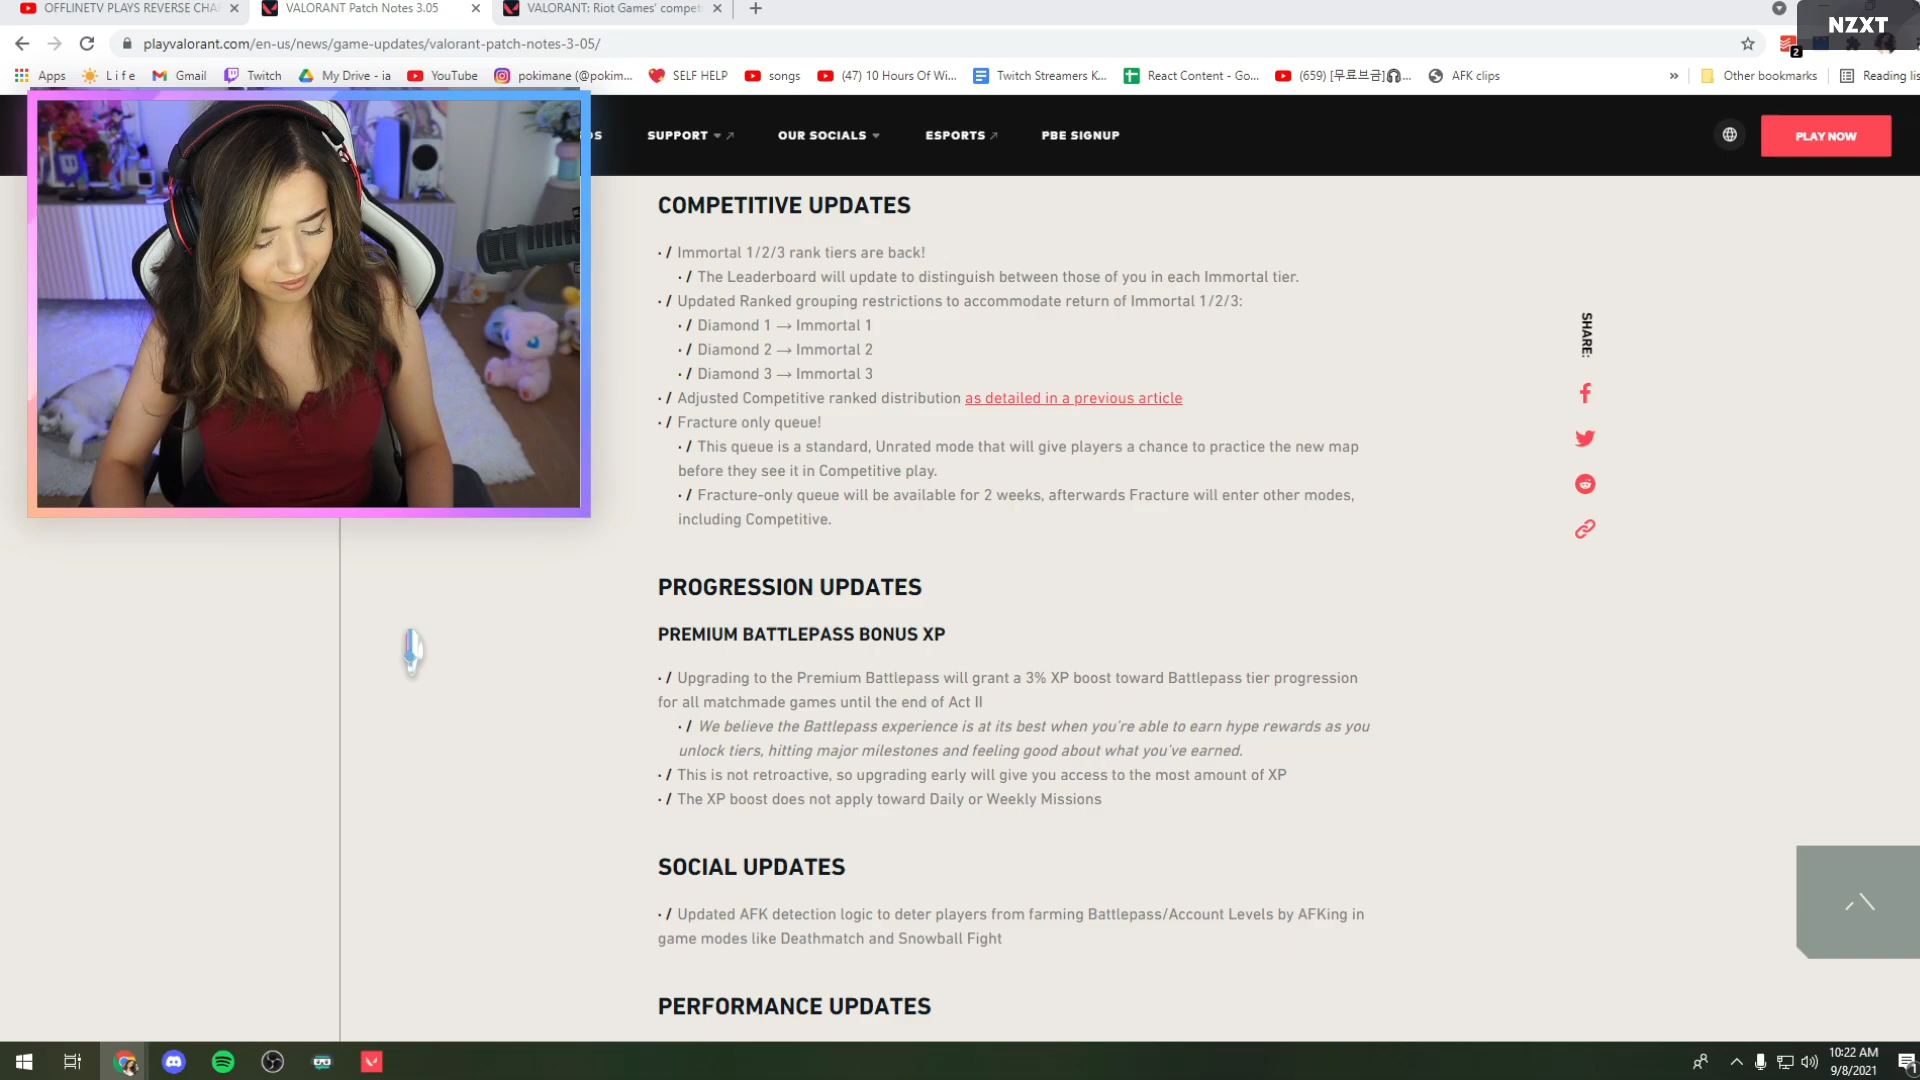 OFFLINETV PLAYS REVERSE CHA
VALORANT Patch Notes 3.05
VALORANT: Riot Games' compet
NZXT
playvalorant.com/en-us/news/game-updates/valorant-patch-notes-3-05/
2
Apps
L i f e
Gmail
Twitch
My Drive - ia
YouTube
pokimane (@pokim...
SELF HELP
songs
(47) 10 Hours Of Wi...
Twitch Streamers K...
React Content - Go...
(659) [무료브금]🎧...
AFK clips
»
Other bookmarks
Reading lis
SUPPORT
OUR SOCIALS
ESPORTS
PBE SIGNUP
PLAY NOW
COMPETITIVE UPDATES
· / Immortal 1/2/3 rank tiers are back!
· / The Leaderboard will update to distinguish between those of you in each Immortal tier.
· / Updated Ranked grouping restrictions to accommodate return of Immortal 1/2/3:
· / Diamond 1 → Immortal 1
· / Diamond 2 → Immortal 2
· / Diamond 3 → Immortal 3
· / Adjusted Competitive ranked distribution as detailed in a previous article
· / Fracture only queue!
· / This queue is a standard, Unrated mode that will give players a chance to practice the new map
before they see it in Competitive play.
· / Fracture-only queue will be available for 2 weeks, afterwards Fracture will enter other modes,
including Competitive.
SHARE:
PROGRESSION UPDATES
PREMIUM BATTLEPASS BONUS XP
· / Upgrading to the Premium Battlepass will grant a 3% XP boost toward Battlepass tier progression
for all matchmade games until the end of Act II
· / We believe the Battlepass experience is at its best when you're able to earn hype rewards as you
unlock tiers, hitting major milestones and feeling good about what you've earned.
· / This is not retroactive, so upgrading early will give you access to the most amount of XP
· / The XP boost does not apply toward Daily or Weekly Missions
SOCIAL UPDATES
· / Updated AFK detection logic to deter players from farming Battlepass/Account Levels by AFKing in
game modes like Deathmatch and Snowball Fight
PERFORMANCE UPDATES
10:22 AM
9/8/2021
1